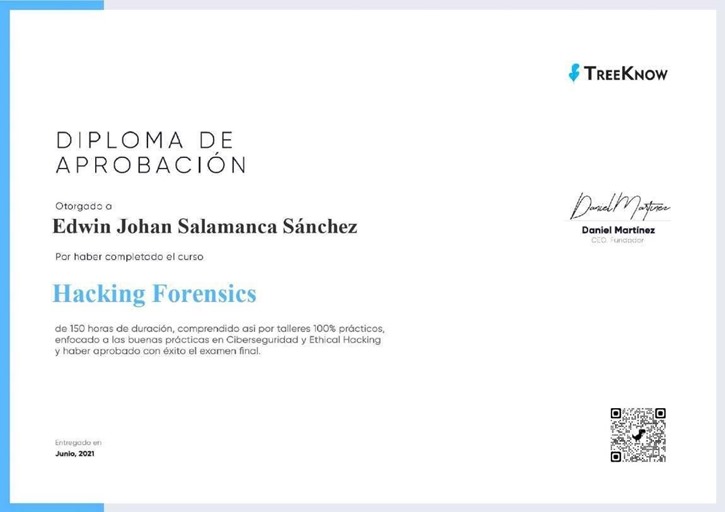 TREEKNOW
DIPLOMA DE
APROBACIÓN
Otorgado a
Edwin Johan Salamanca Sánchez
Por haber completado el curso
Hacking Forensics
de 150 horas de duración, comprendido asi por talleres 100% prácticos,
enfocado a las buenas prácticas en Ciberseguridad y Ethical Hacking
y haber aprobado con éxito el examen final.
Daniel Martinez
Daniel Martínez
CEO. Fundador
Entregado en
Junio, 2021